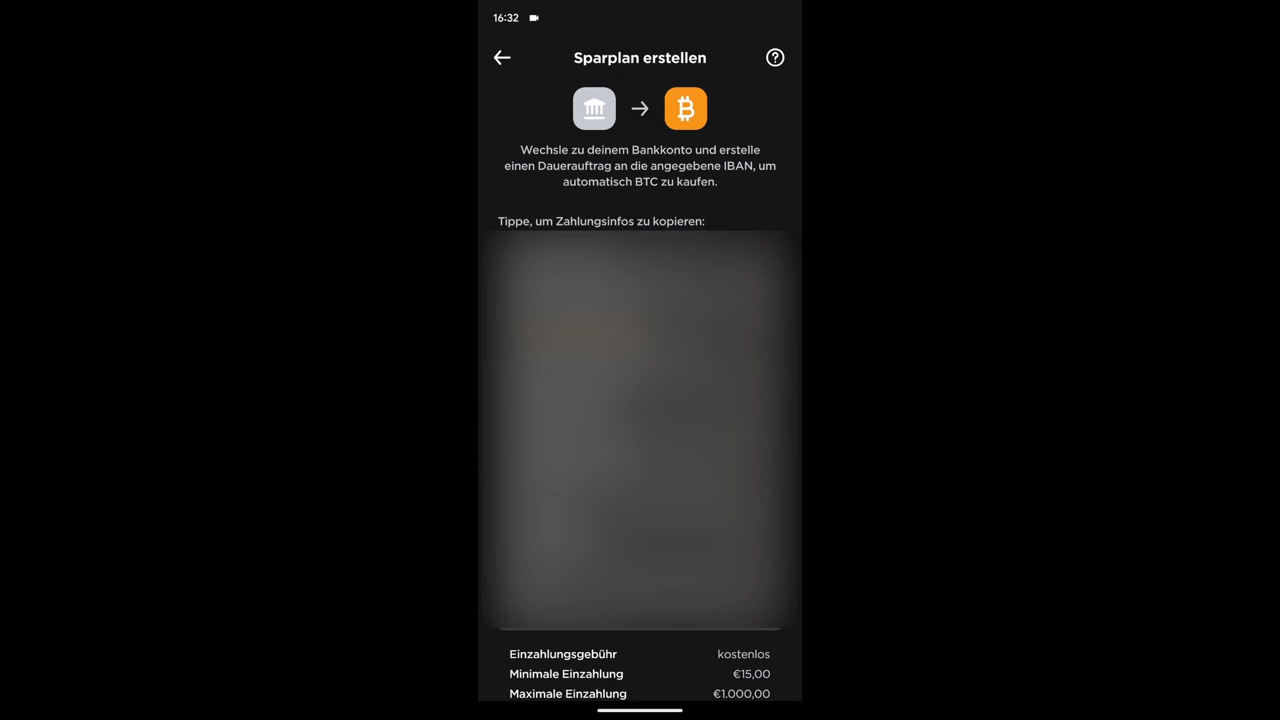 16:32
Sparplan erstellen
Wechsle zu deinem Bankkonto und erstelle
einen Dauerauftrag an die angegebene IBAN, um
automatisch BTC zu kaufen.
Tippe, um Zahlungsinfos zu kopieren:
Einzahlungsgebühr kostenlos
Minimale Einzahlung €15,00
Maximale Einzahlung €1.000,00